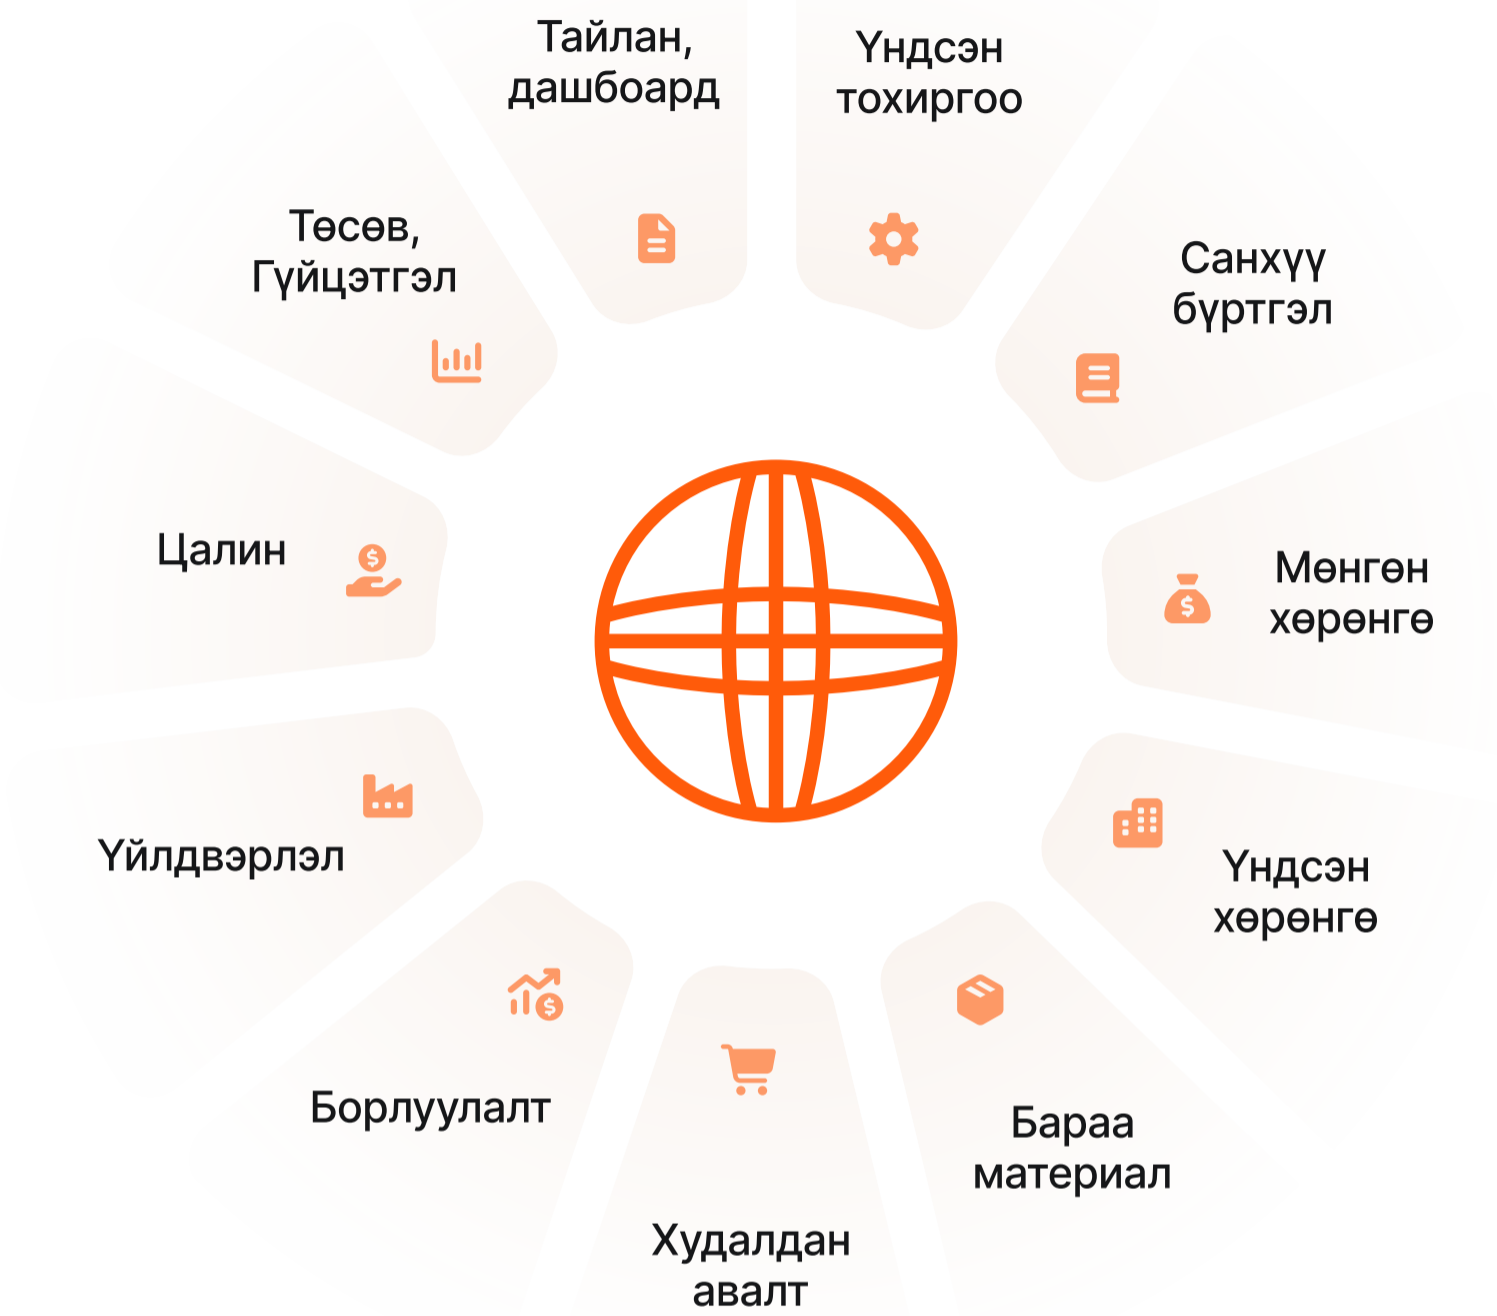 Тайлан,
дашбоард
Үндсэн
тохиргоо
Санхүү
бүртгэл
Мөнгөн
хөрөнгө
Үндсэн
хөрөнгө
Бараа
материал
Худалдан
авалт
Борлуулалт
Үйлдвэрлэл
Цалин
Төсөв,
Гүйцэтгэл